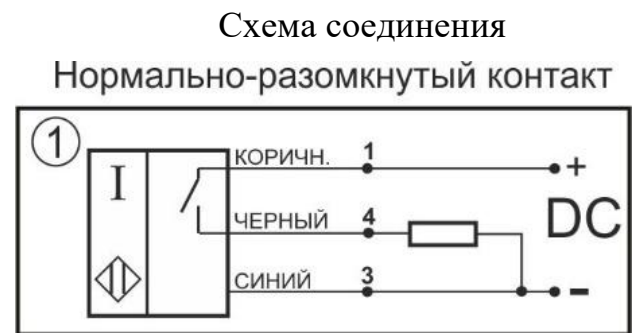 Схема соединения
Нормально-разомкнутый контакт
1
I
КОРИЧН. 1 +
ЧЕРНЫЙ 4 DC
СИНИЙ 3 -